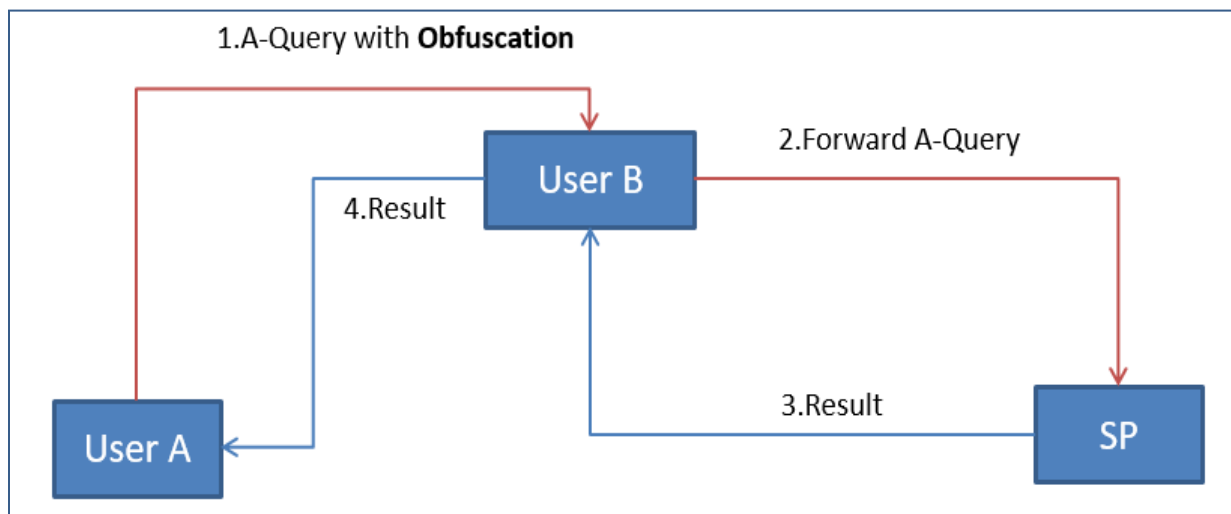 1.A-Query with Obfuscation
User B
2.Forward A-Query
4.Result
3.Result
User A
SP